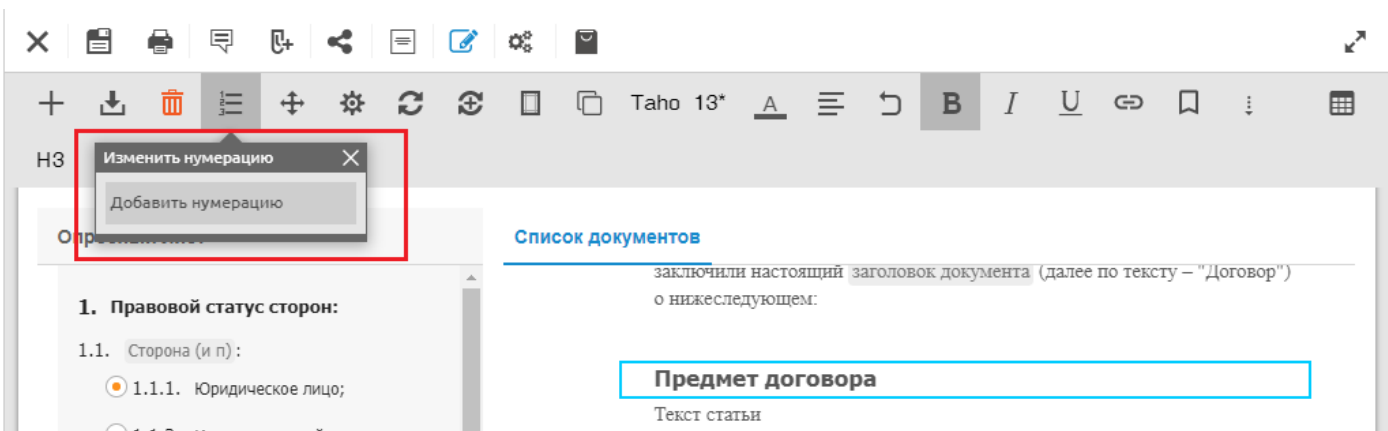 Taho 13* A B I U
H3
Изменить нумерацию
Добавить нумерацию
Список документов
заключили настоящий заголовок документа (далее по тексту – "Договор")
о нижеследующем:
1. Правовой статус сторон:
1.1. Сторона (и п):
1.1.1. Юридическое лицо;
Предмет договора
Текст статьи